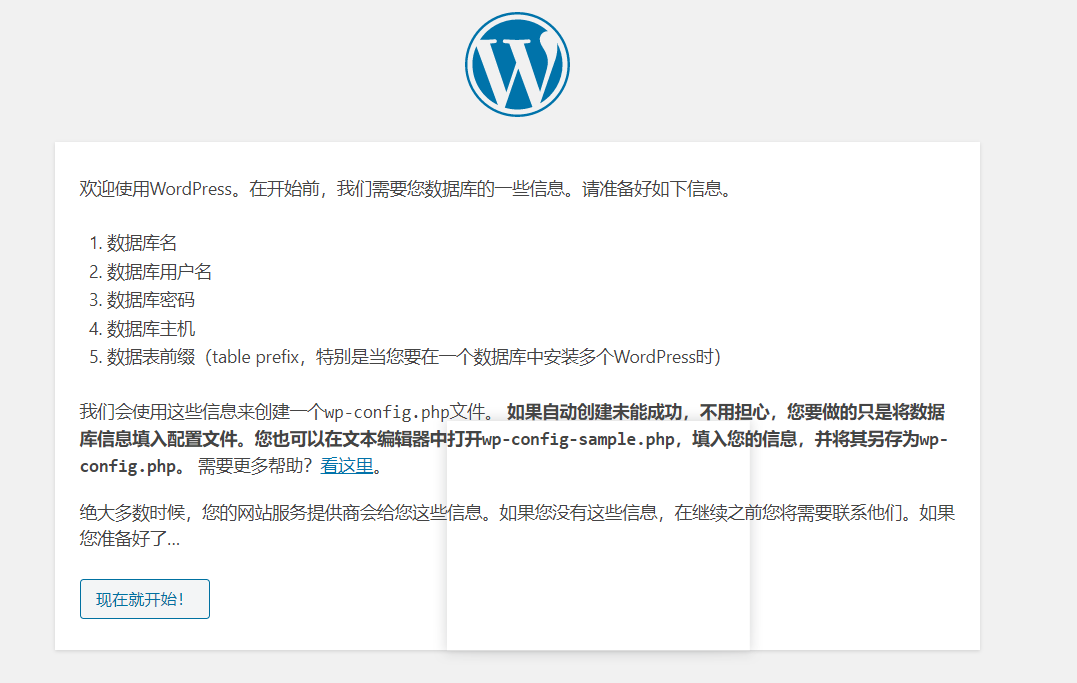 欢迎使用WordPress。在开始前，我们需要您数据库的一些信息。请准备好如下信息。
1. 数据库名
2. 数据库用户名
3. 数据库密码
4. 数据库主机
5. 数据表前缀（table prefix，特别是当您要在一个数据库中安装多个WordPress时）
我们会使用这些信息来创建一个wp-config.php文件。 如果自动创建未能成功，不用担心，您要做的只是将数据
库信息填入配置文件。您也可以在文本编辑器中打开wp-config-sample.php，填入您的信息，并将其另存为wp-
config.php。 需要更多帮助？看这里。
绝大多数时候，您的网站服务提供商会给您这些信息。如果您没有这些信息，在继续之前您将需要联系他们。如果
您准备好了…
现在就开始！